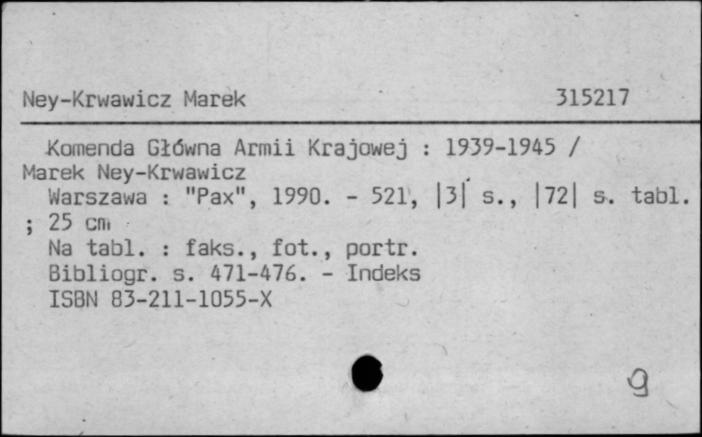 Ney-Krwawicz Marek 315217
Komenda Główna Armii Krajowej : 1939-1945 /
Marek Ney-Krwawicz
Warszawa : "Pax", 1990. - 521, |3| s., |72| s. tabl.
; 25 cm
Na tabl. : faks., fot., portr.
Bibliogr. s. 471-476. - Indeks
ISBN 83-211-1055-X
g